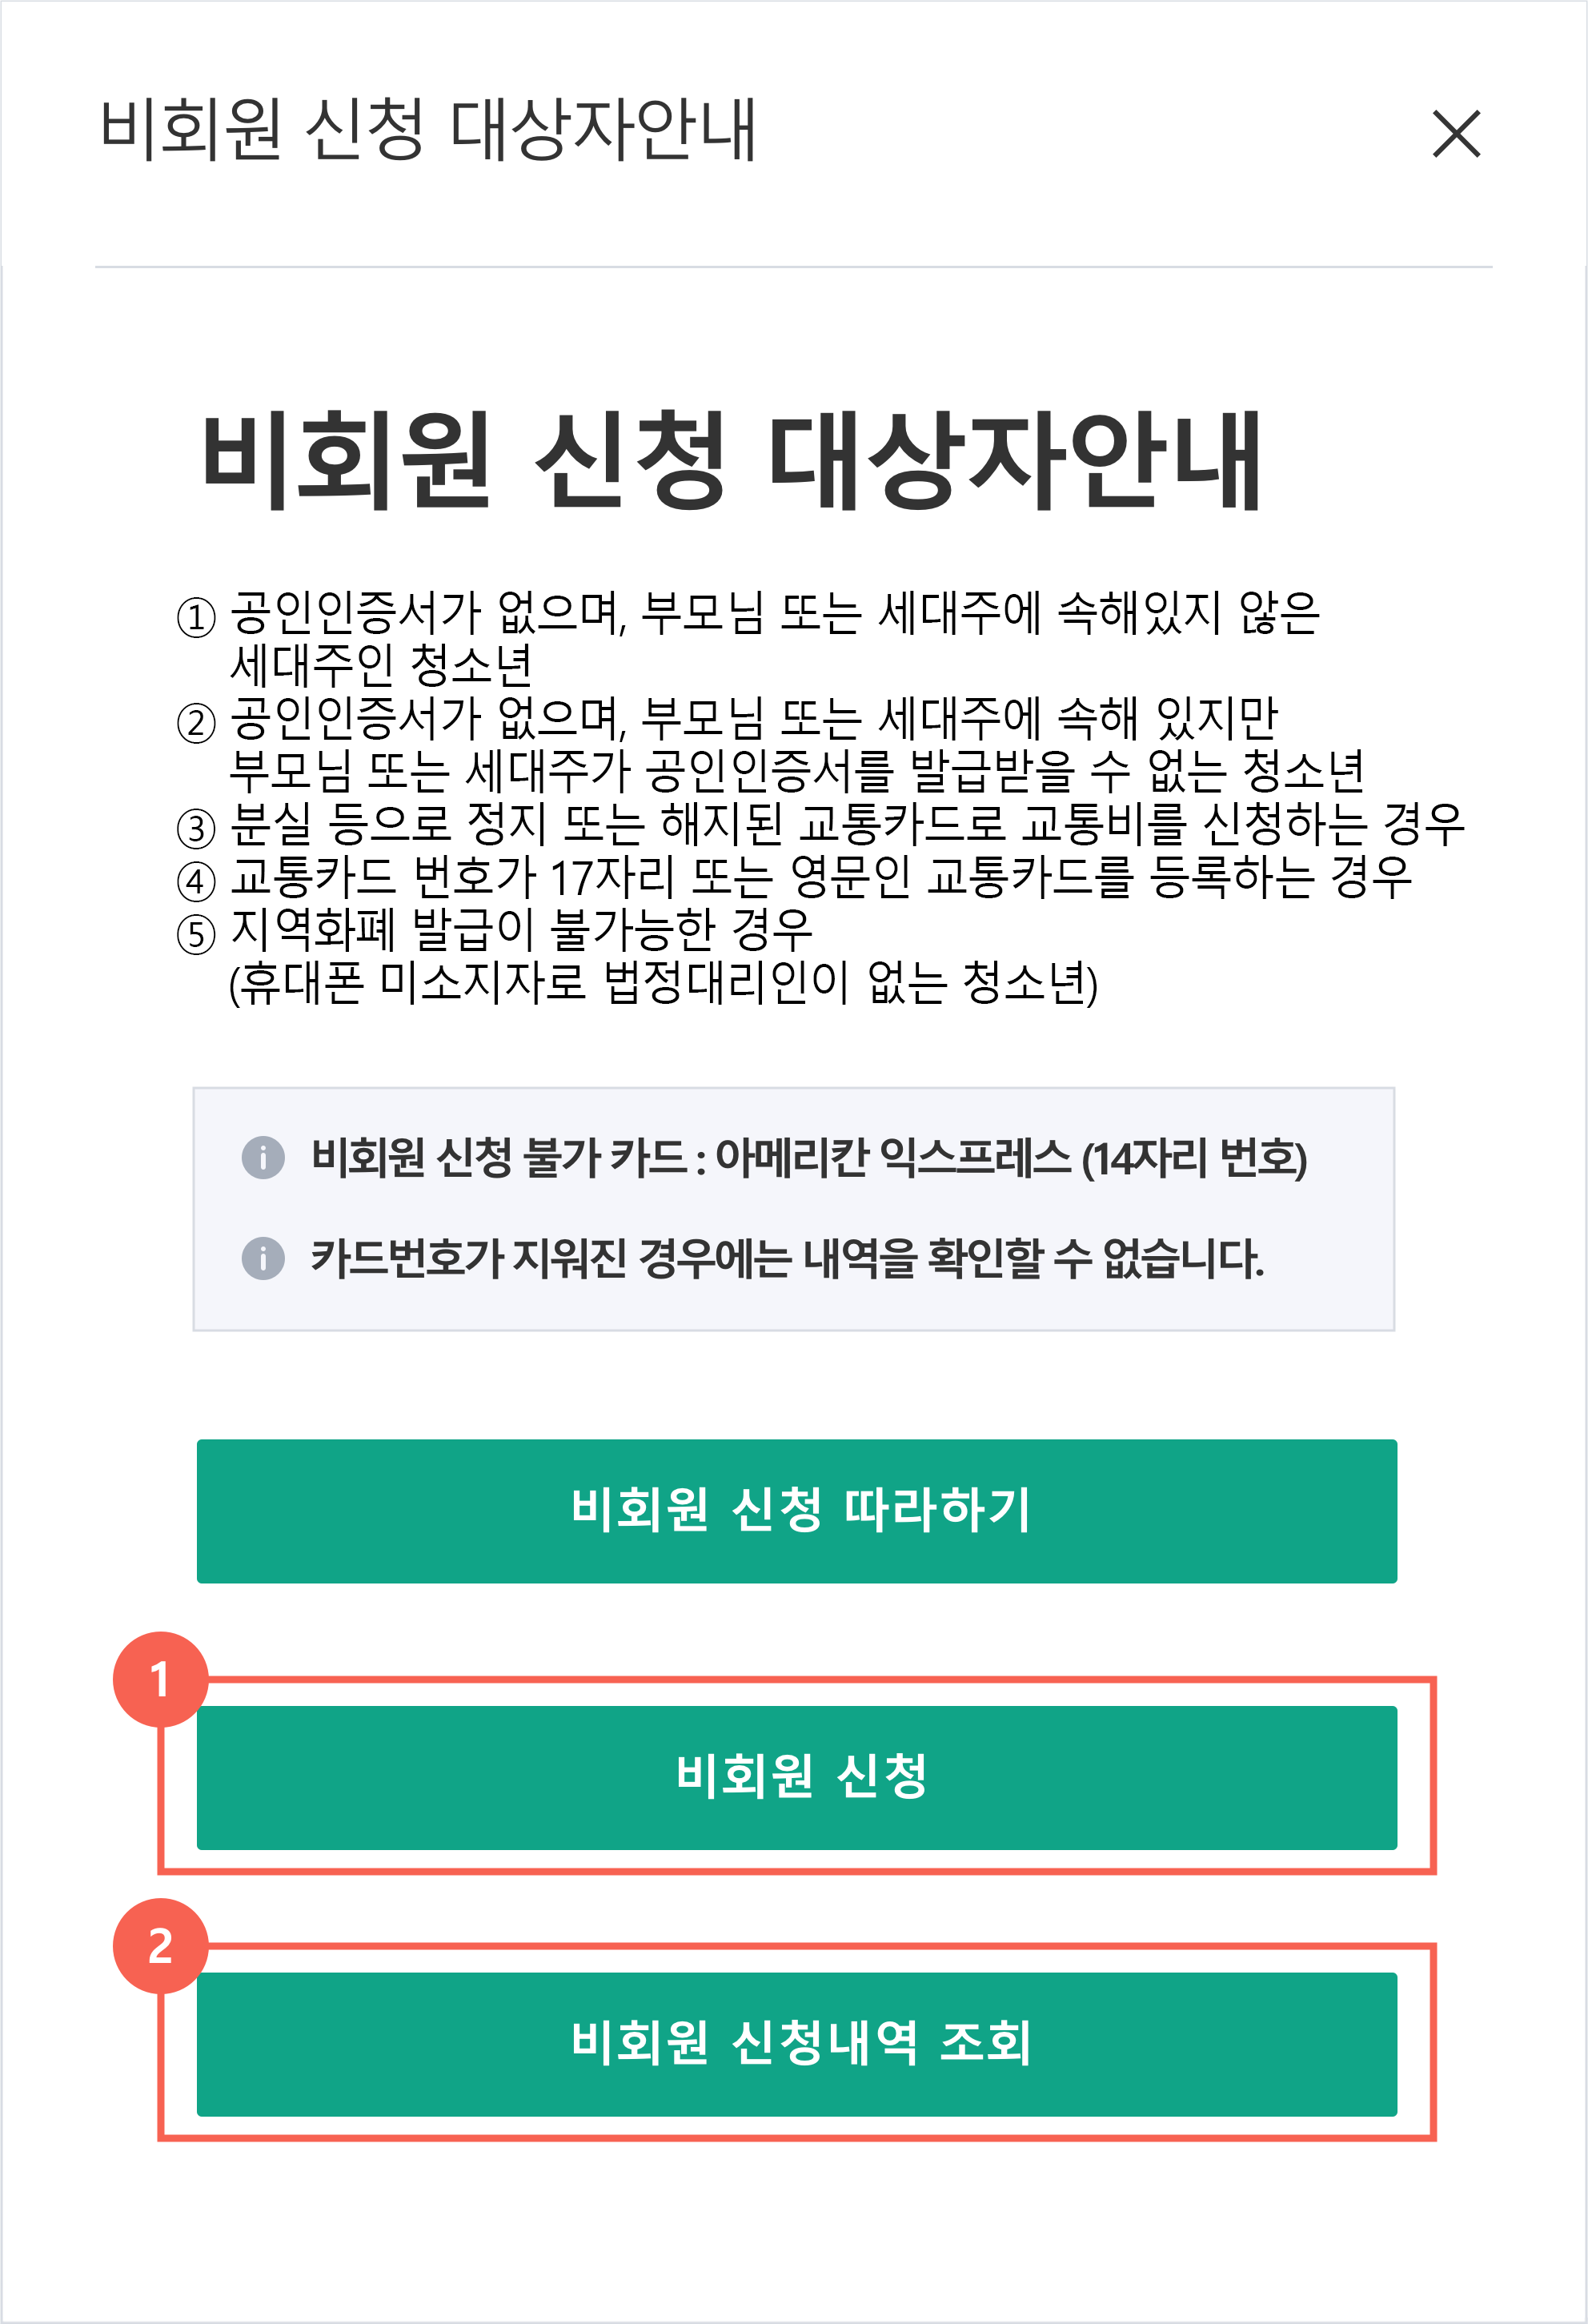 비회원 신청 대상자안내
비회원 신청 대상자안내
① 공인인증서가 없으며, 부모님 또는 세대주에 속해있지 않은
세대주인 청소년
② 공인인증서가 없으며, 부모님 또는 세대주에 속해 있지만
부모님 또는 세대주가 공인인증서를 발급받을 수 없는 청소년
③ 분실 등으로 정지 또는 해지된 교통카드로 교통비를 신청하는 경우
④ 교통카드 번호가 17자리 또는 영문인 교통카드를 등록하는 경우
⑤ 지역화폐 발급이 불가능한 경우
(휴대폰 미소지자로 법정대리인이 없는 청소년)
비회원 신청 불가 카드 : 아메리칸 익스프레스 (14자리 번호)
카드번호가 지워진 경우에는 내역을 확인할 수 없습니다.
비회원 신청 따라하기
1
비회원 신청
2
비회원 신청내역 조회